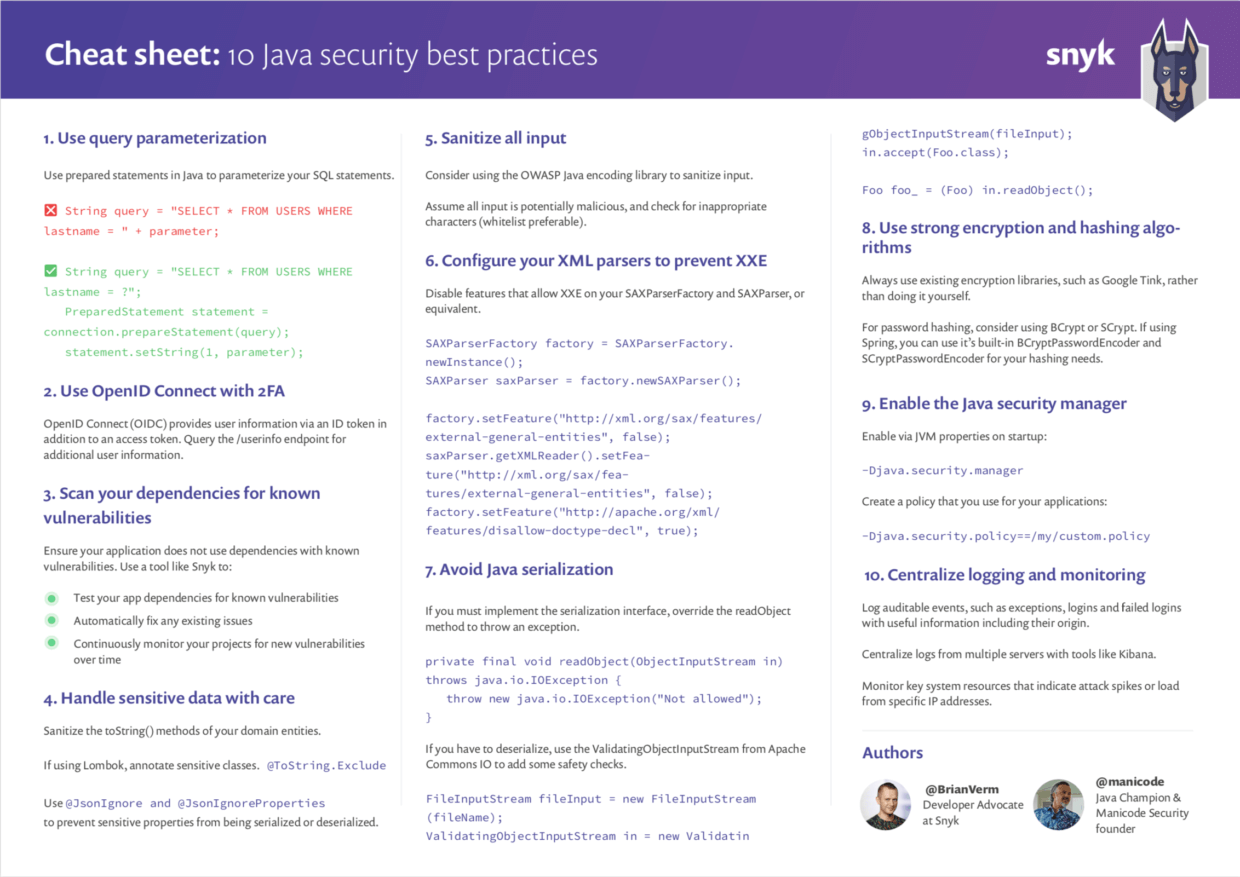 Cheat sheet: 10 Java security best practices
snyk
1. Use query parameterization
Use prepared statements in Java to parameterize your SQL statements.
String query = "SELECT * FROM USERS WHERE
lastname = " + parameter;
String query = "SELECT * FROM USERS WHERE
lastname = ?";
PreparedStatement statement =
connection.prepareStatement(query);
statement.setString(1, parameter);
2. Use OpenID Connect with 2FA
OpenID Connect (OIDC) provides user information via an ID token in
addition to an access token. Query the /userinfo endpoint for
additional user information.
3. Scan your dependencies for known
vulnerabilities
Ensure your application does not use dependencies with known
vulnerabilities. Use a tool like Snyk to:
Test your app dependencies for known vulnerabilities
Automatically fix any existing issues
Continuously monitor your projects for new vulnerabilities
over time
4. Handle sensitive data with care
Sanitize the toString() methods of your domain entities.
If using Lombok, annotate sensitive classes. @ToString.Exclude
Use @JsonIgnore and @JsonIgnoreProperties
to prevent sensitive properties from being serialized or deserialized.
5. Sanitize all input
Consider using the OWASP Java encoding library to sanitize input.
Assume all input is potentially malicious, and check for inappropriate
characters (whitelist preferable).
6. Configure your XML parsers to prevent XXE
Disable features that allow XXE on your SAXParserFactory and SAXParser, or
equivalent.
SAXParserFactory factory = SAXParserFactory.
newInstance();
SAXParser saxParser = factory.newSAXParser();
factory.setFeature("http://xml.org/sax/features/
external-general-entities", false);
saxParser.getXMLReader().setFea-
ture("http://xml.org/sax/fea-
tures/external-general-entities", false);
factory.setFeature("http://apache.org/xml/
features/disallow-doctype-decl", true);
7. Avoid Java serialization
If you must implement the serialization interface, override the readObject
method to throw an exception.
private final void readObject(ObjectInputStream in)
throws java.io.IOException {
throw new java.io.IOException("Not allowed");
}
If you have to deserialize, use the ValidatingObjectInputStream from Apache
Commons IO to add some safety checks.
FileInputStream fileInput = new FileInputStream
(fileName);
ValidatingObjectInputStream in = new Validatin
gObjectInputStream(fileInput);
in.accept(Foo.class);
Foo foo_ = (Foo) in.readObject();
8. Use strong encryption and hashing algo-
rithms
Always use existing encryption libraries, such as Google Tink, rather
than doing it yourself.
For password hashing, consider using BCrypt or SCrypt. If using
Spring, you can use it's built-in BCryptPasswordEncoder and
SCryptPasswordEncoder for your hashing needs.
9. Enable the Java security manager
Enable via JVM properties on startup:
-Djava.security.manager
Create a policy that you use for your applications:
-Djava.security.policy==/my/custom.policy
10. Centralize logging and monitoring
Log auditable events, such as exceptions, logins and failed logins
with useful information including their origin.
Centralize logs from multiple servers with tools like Kibana.
Monitor key system resources that indicate attack spikes or load
from specific IP addresses.
Authors
@BrianVerm
Developer Advocate
at Snyk
@manicode
Java Champion &
Manicode Security
founder